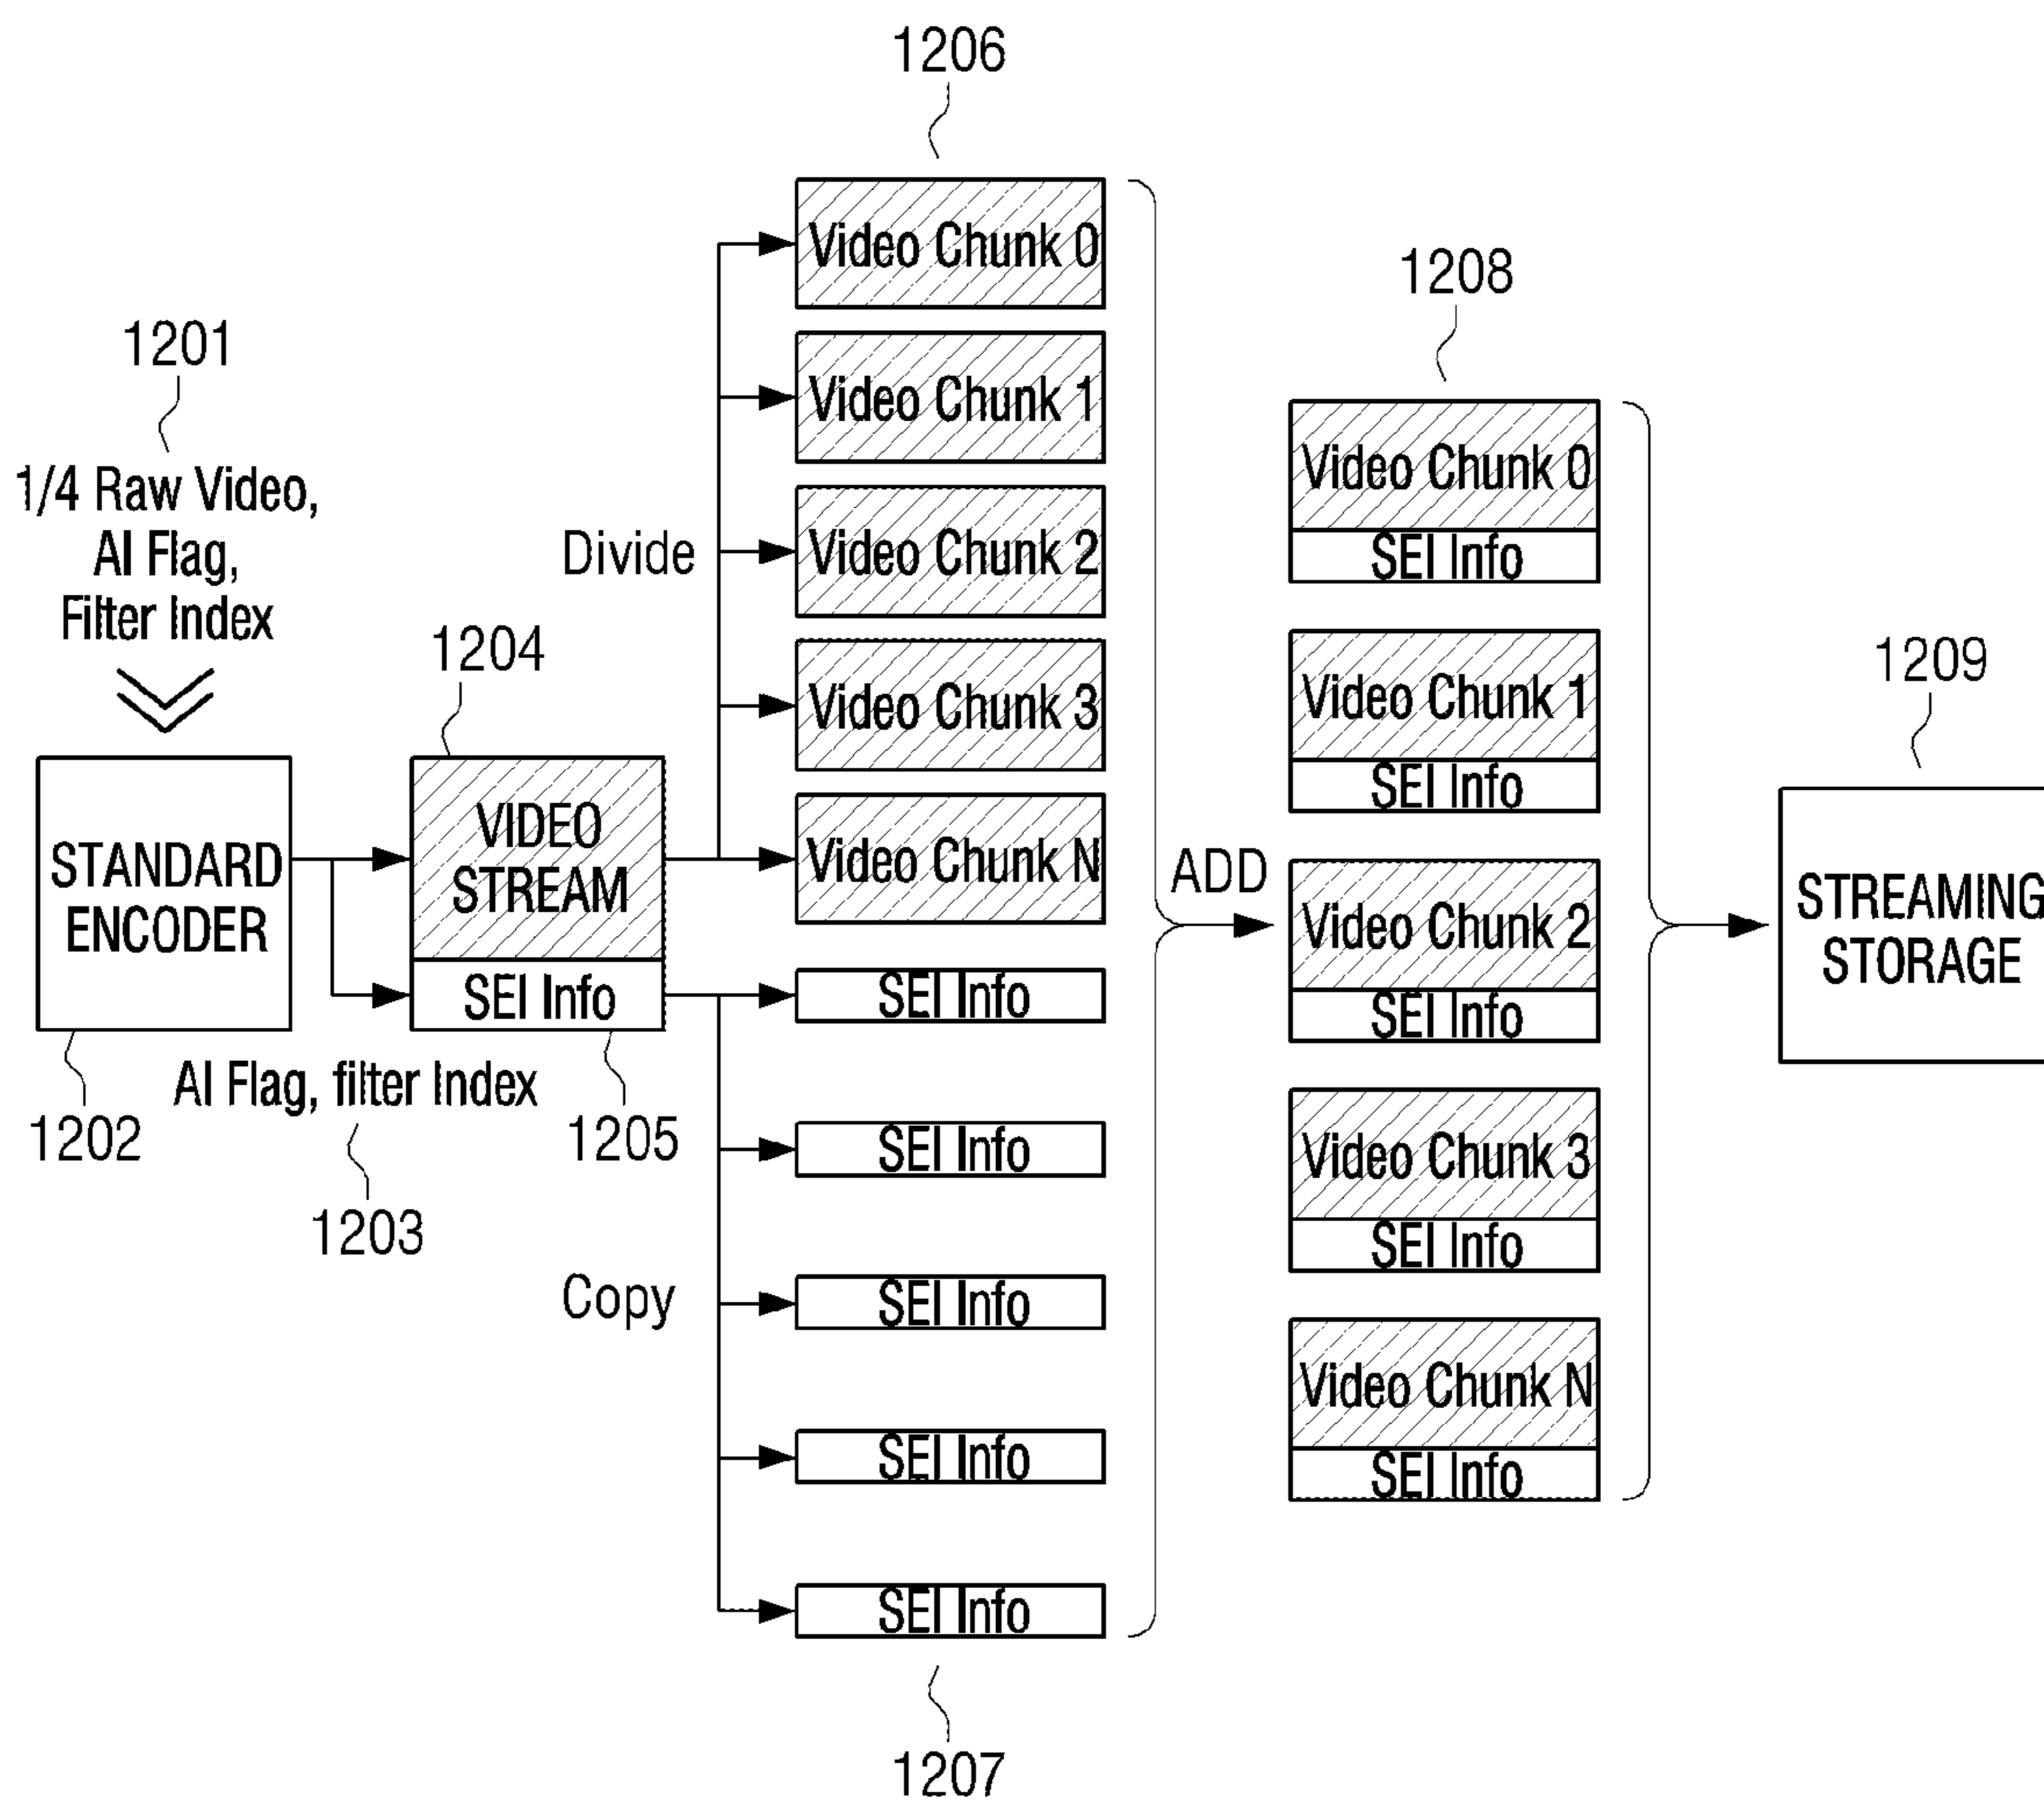 1201
1/4 Raw Video,
AI Flag,
Filter Index
STANDARD
ENCODER
1202
AI Flag, filter Index
1203
1204
VIDEO
STREAM
SEI Info
1205
Divide
Copy
1206
Video Chunk 0
Video Chunk 1
Video Chunk 2
Video Chunk 3
Video Chunk N
SEI Info
SEI Info
SEI Info
SEI Info
SEI Info
1207
ADD
1208
Video Chunk 0
SEI Info
Video Chunk 1
SEI Info
Video Chunk 2
SEI Info
Video Chunk 3
SEI Info
Video Chunk N
SEI Info
1209
STREAMING
STORAGE